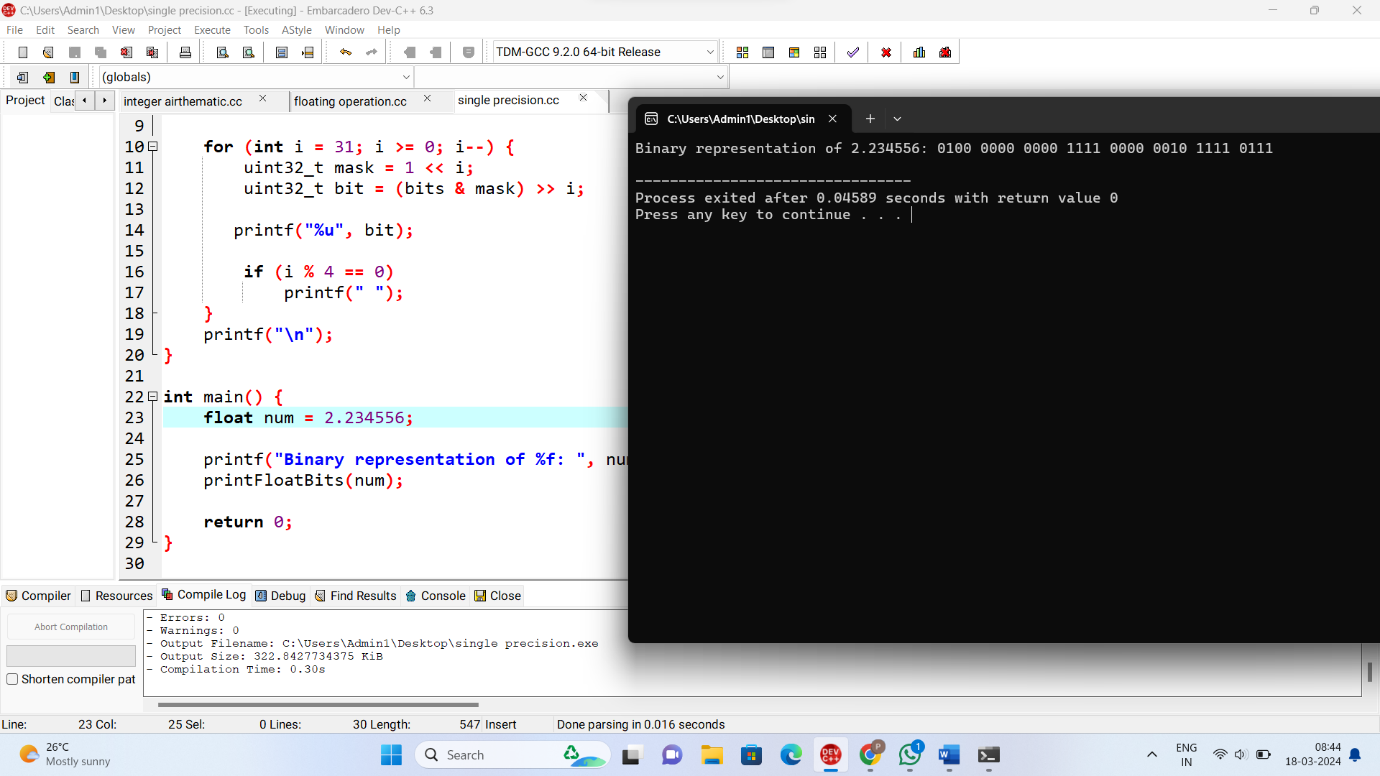 C:\Users\Admin1\Desktop\single precision.cc - [Executing] - Embarcadero Dev-C++ 6.3
File Edit Search View Project Execute Tools AStyle Window Help
TDM-GCC 9.2.0 64-bit Release
(globals)
Project Clas
integer airthematic.cc floating operation.cc single precision.cc
9
10 for (int i = 31; i >= 0; i--) {
11 uint32_t mask = 1 << i;
12 uint32_t bit = (bits & mask) >> i;
13
14 printf("%u", bit);
15
16 if (i % 4 == 0)
17 printf(" ");
18 }
19 printf("\n");
20 }
21
22 int main() {
23 float num = 2.234556;
24
25 printf("Binary representation of %f: ", num
26 printFloatBits(num);
27
28 return 0;
29 }
30
C:\Users\Admin1\Desktop\sin
Binary representation of 2.234556: 0100 0000 0000 1111 0000 0010 1111 0111
--------------------------------
Process exited after 0.04589 seconds with return value 0
Press any key to continue . . .
Compiler Resources Compile Log Debug Find Results Console Close
Abort Compilation
Shorten compiler pat
- Errors: 0
- Warnings: 0
- Output Filename: C:\Users\Admin1\Desktop\single precision.exe
- Output Size: 322.8427734375 KiB
- Compilation Time: 0.30s
Line: 23 Col: 25 Sel: 0 Lines: 30 Length: 547 Insert Done parsing in 0.016 seconds
26°C
Mostly sunny
Search
DEV C++
P
1
ENG
IN
08:44
18-03-2024